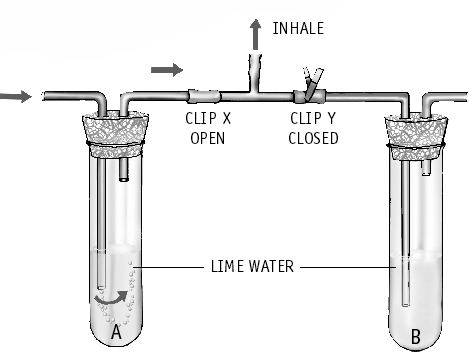 INHALE
CLIP X
OPEN
CLIP Y
CLOSED
LIME WATER
A
B